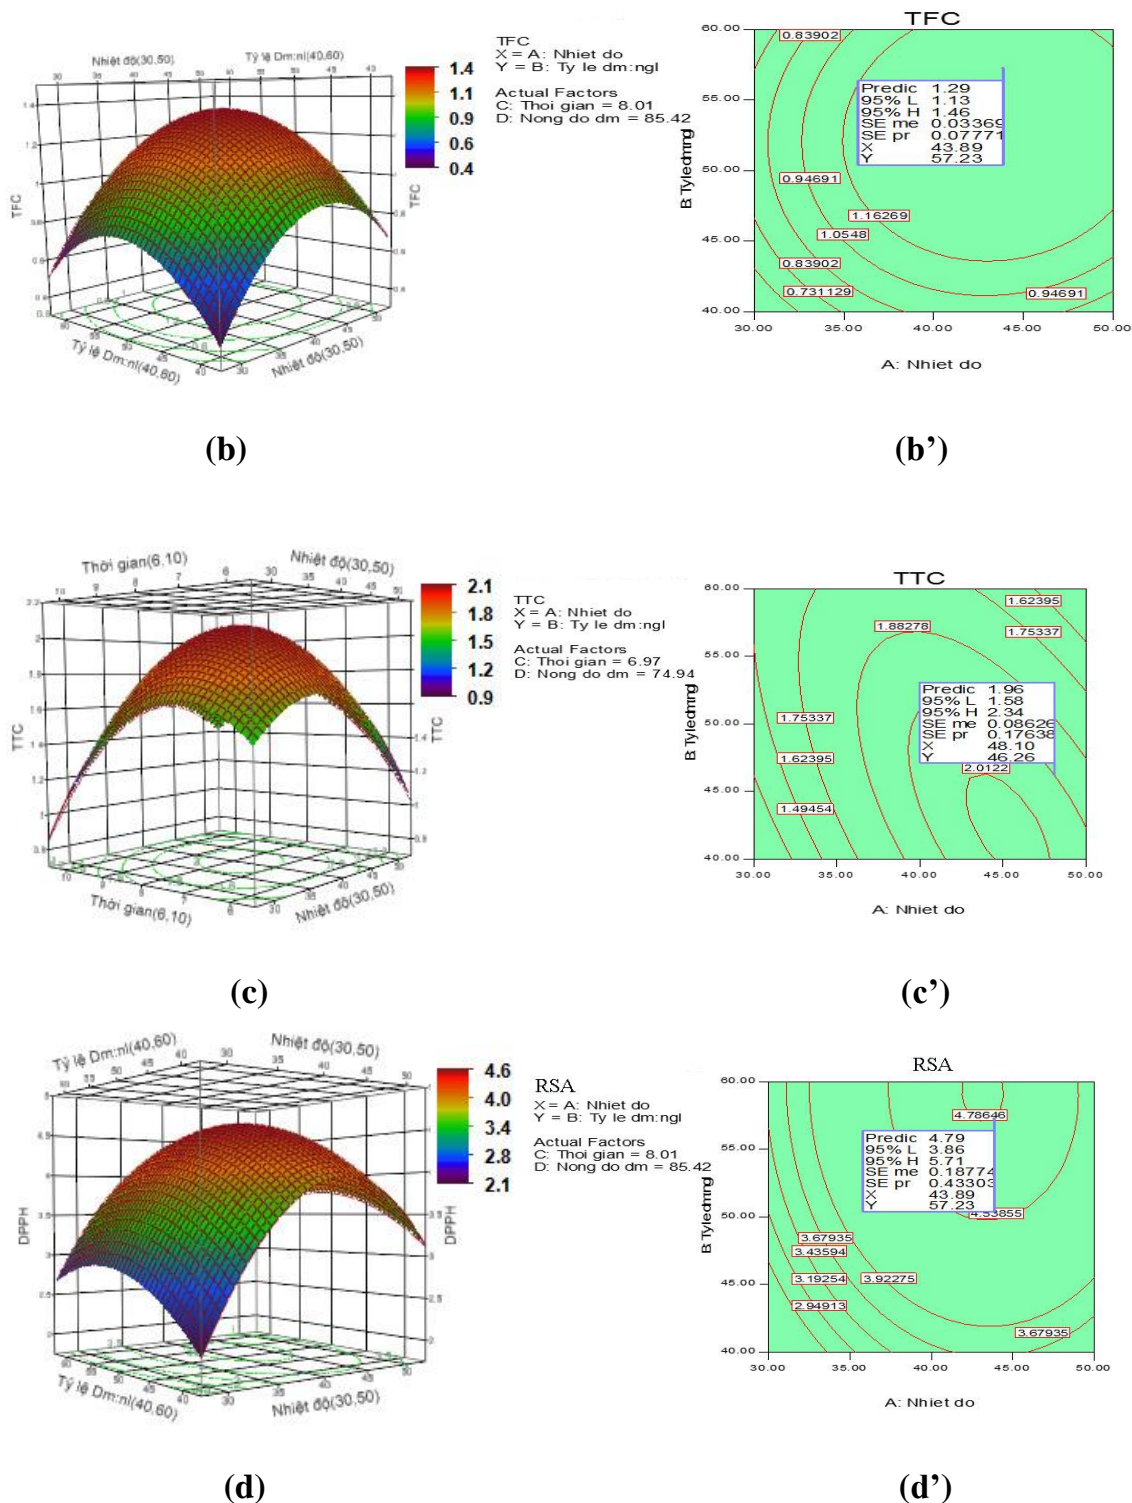 TFC
X = A: Nhiet do
Y = B: Ty le dm:ngl
Actual Factors
C: Thoi gian = 8.01
D: Nong do dm = 85.42
Nhiệt độ(30,50)
Tỷ lệ Dm:nl(40,60)
1.4
1.1
0.9
0.6
0.4
TFC
TFC
Tỷ lệ Dm:nl(40,60)
Nhiệt độ(30,50)
TFC
60.00
55.00
50.00
45.00
40.00
30.00 35.00 40.00 45.00 50.00
0.83902
Predic 1.29
95% L 1.13
95% H 1.46
SE me 0.03369
SE pr 0.07771
X 43.89
Y 57.23
0.94691
1.16269
1.0548
0.83902
0.731129
0.94691
A: Nhiet do
(b)
(b’)
Thời gian(6,10)
Nhiệt độ(30,50)
2.1
1.8
1.5
1.2
0.9
TTC
TTC
Thời gian(6,10)
Nhiệt độ(30,50)
TTC
X = A: Nhiet do
Y = B: Ty le dm:ngl
Actual Factors
C: Thoi gian = 6.97
D: Nong do dm = 74.94
TTC
60.00
55.00
50.00
45.00
40.00
30.00 35.00 40.00 45.00 50.00
1.62395
1.75337
1.88278
Predic 1.96
95% L 1.58
95% H 2.34
SE me 0.08626
SE pr 0.17638
X 48.10
Y 46.26
2.0122
1.75337
1.62395
1.49454
A: Nhiet do
(c)
(c’)
Tỷ lệ Dm:nl(40,60)
Nhiệt độ(30,50)
4.6
4.0
3.4
2.8
2.1
DPPH
DPPH
Tỷ lệ Dm:nl(40,60)
Nhiệt độ(30,50)
RSA
X = A: Nhiet do
Y = B: Ty le dm:ngl
Actual Factors
C: Thoi gian = 8.01
D: Nong do dm = 85.42
RSA
60.00
55.00
50.00
45.00
40.00
30.00 35.00 40.00 45.00 50.00
4.78646
Predic 4.79
95% L 3.86
95% H 5.71
SE me 0.18774
SE pr 0.43303
X 43.89
Y 57.23
4.53855
3.67935
3.43594
3.19254
3.92275
2.94913
3.67935
A: Nhiet do
(d)
(d’)